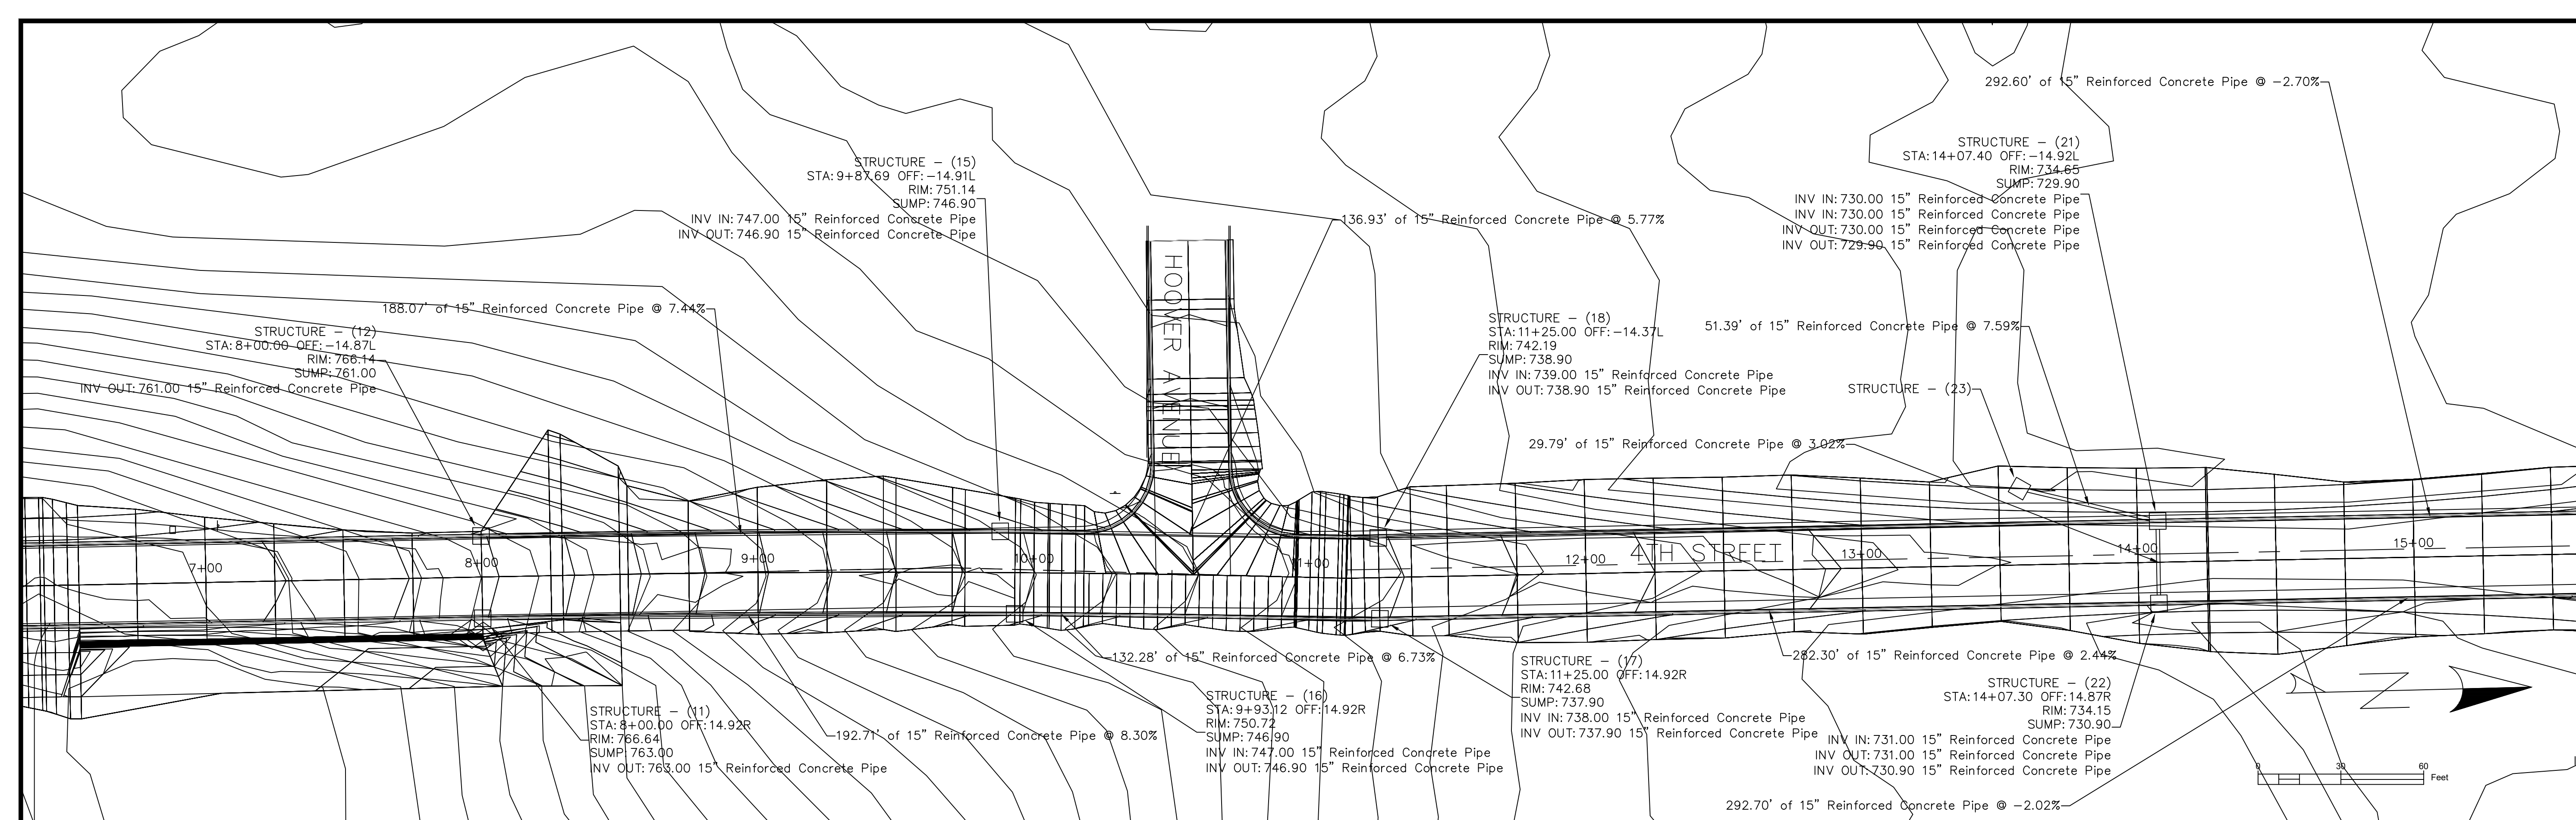 292.60' of 15" Reinforced Concrete Pipe @ -2.70%
STRUCTURE - (21)
STA:14+07.40 OFF:-14.92L
RIM:734.65
SUMP:729.90
INV IN:730.00 15" Reinforced Concrete Pipe
INV IN:730.00 15" Reinforced Concrete Pipe
INV OUT:730.00 15" Reinforced Concrete Pipe
INV OUT:729.90 15" Reinforced Concrete Pipe
STRUCTURE - (15)
STA:9+87.69 OFF:-14.91L
RIM:751.14
SUMP:746.90
INV IN:747.00 15" Reinforced Concrete Pipe
INV OUT:746.90 15" Reinforced Concrete Pipe
136.93' of 15" Reinforced Concrete Pipe @ 5.77%
HOOVER AVENUE
188.07' of 15" Reinforced Concrete Pipe @ 7.44%
STRUCTURE - (12)
STA:8+00.00 OFF:-14.87L
RIM:766.14
SUMP:761.00
INV OUT:761.00 15" Reinforced Concrete Pipe
STRUCTURE - (18)
STA:11+25.00 OFF:-14.37L
RIM:742.19
SUMP:738.90
INV IN:739.00 15" Reinforced Concrete Pipe
INV OUT:738.90 15" Reinforced Concrete Pipe
51.39' of 15" Reinforced Concrete Pipe @ 7.59%
STRUCTURE - (23)
29.79' of 15" Reinforced Concrete Pipe @ 3.02%
7+00
8+00
9+00
10+00
11+00
12+00
4TH STREET
13+00
14+00
15+00
132.28' of 15" Reinforced Concrete Pipe @ 6.73%
282.30' of 15" Reinforced Concrete Pipe @ 2.44%
STRUCTURE - (17)
STA:11+25.00 OFF:14.92R
RIM:742.68
SUMP:737.90
INV IN:738.00 15" Reinforced Concrete Pipe
INV OUT:737.90 15" Reinforced Concrete Pipe
STRUCTURE - (22)
STA:14+07.30 OFF:14.87R
RIM:734.15
SUMP:730.90
INV IN:731.00 15" Reinforced Concrete Pipe
INV OUT:731.00 15" Reinforced Concrete Pipe
INV OUT:730.90 15" Reinforced Concrete Pipe
N
STRUCTURE - (16)
STA:9+93.12 OFF:14.92R
RIM:750.72
SUMP:746.90
INV IN:747.00 15" Reinforced Concrete Pipe
INV OUT:746.90 15" Reinforced Concrete Pipe
STRUCTURE - (11)
STA:8+00.00 OFF:14.92R
RIM:766.64
SUMP:763.00
INV OUT:763.00 15" Reinforced Concrete Pipe
192.71' of 15" Reinforced Concrete Pipe @ 8.30%
0 30 60
Feet
292.70' of 15" Reinforced Concrete Pipe @ -2.02%